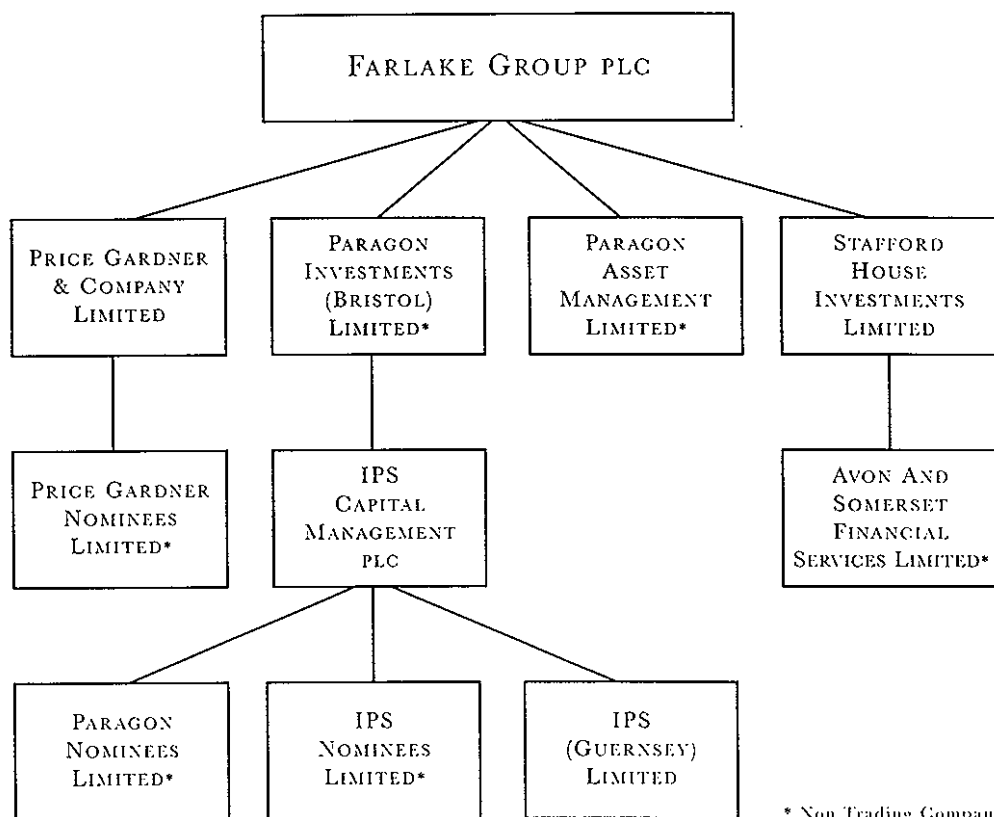 FARLAKE GROUP PLC
PRICE GARDNER
& COMPANY
LIMITED
PARAGON
INVESTMENTS
(BRISTOL)
LIMITED*
PARAGON
ASSET
MANAGEMENT
LIMITED*
STAFFORD
HOUSE
INVESTMENTS
LIMITED
PRICE GARDNER
NOMINEES
LIMITED*
IPS
CAPITAL
MANAGEMENT
PLC
AVON AND
SOMERSET
FINANCIAL
SERVICES LIMITED*
PARAGON
NOMINEES
LIMITED*
IPS
NOMINEES
LIMITED*
IPS
(GUERNSEY)
LIMITED
* Non Trading Compan